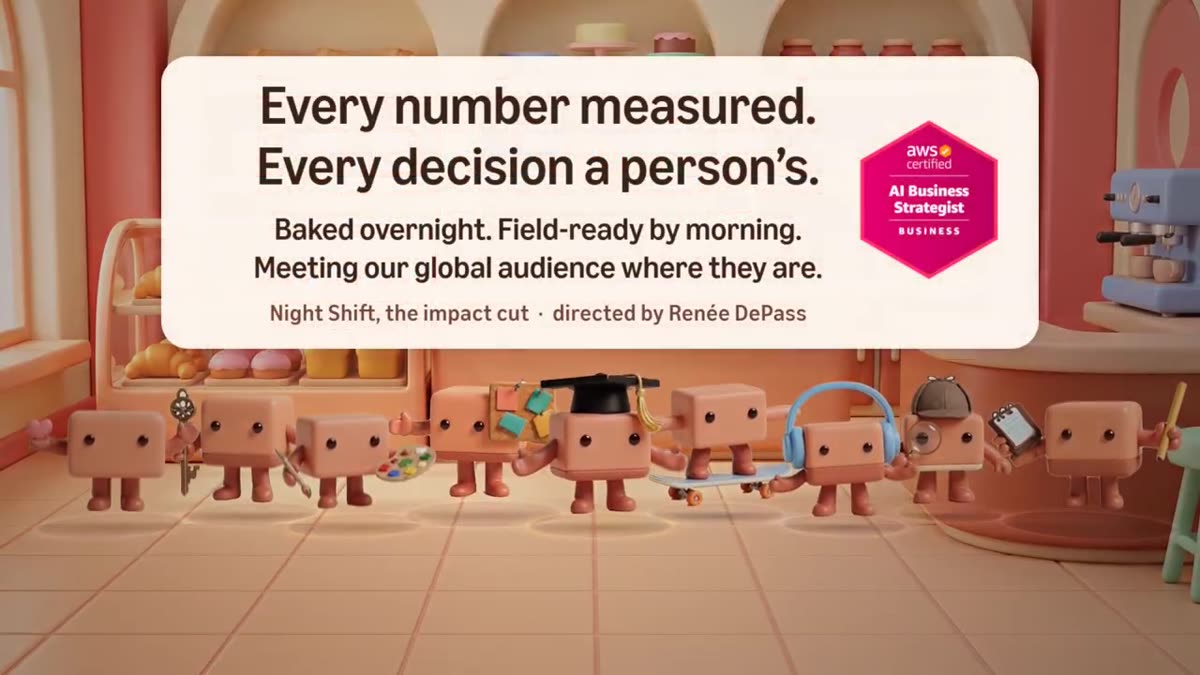 Every number measured.
Every decision a person’s.
Baked overnight. Field-ready by morning.
Meeting our global audience where they are.
Night Shift, the impact cut · directed by Renée DePass
aws
certified
AI Business
Strategist
BUSINESS